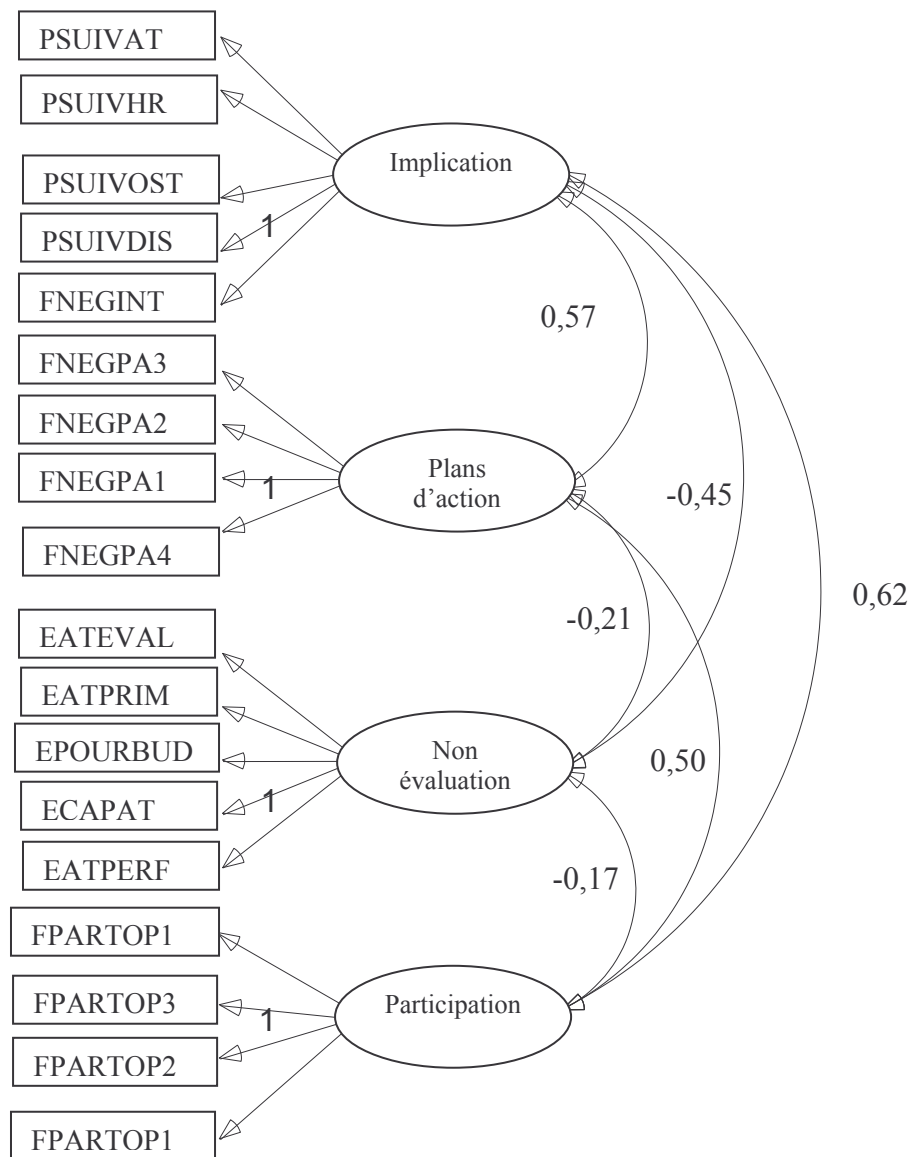 PSUIVAT
PSUIVHR
Implication
PSUIVOST
PSUIVDIS
1
FNEGINT
0,57
FNEGPA3
FNEGPA2
Plans
d’action
FNEGPA1
1
-0,45
FNEGPA4
0,62
-0,21
EATEVAL
EATPRIM
Non
évaluation
EPOURBUD
0,50
ECAPAT
1
EATPERF
-0,17
FPARTOP1
Participation
FPARTOP3
1
FPARTOP2
FPARTOP1